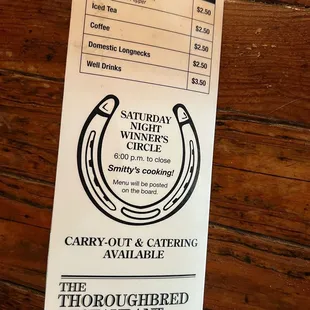 Iced Tea $2.50
$2.50
Coffee $2.50
Domestic Longnecks $2.50
Well Drinks $3.50
SATURDAY
NIGHT
WINNER'S
CIRCLE
6:00 p.m. to close
Smitty's cooking!
Menu will be posted
on the board.
CARRY-OUT & CATERING
AVAILABLE
THE
THOROUGHBRED